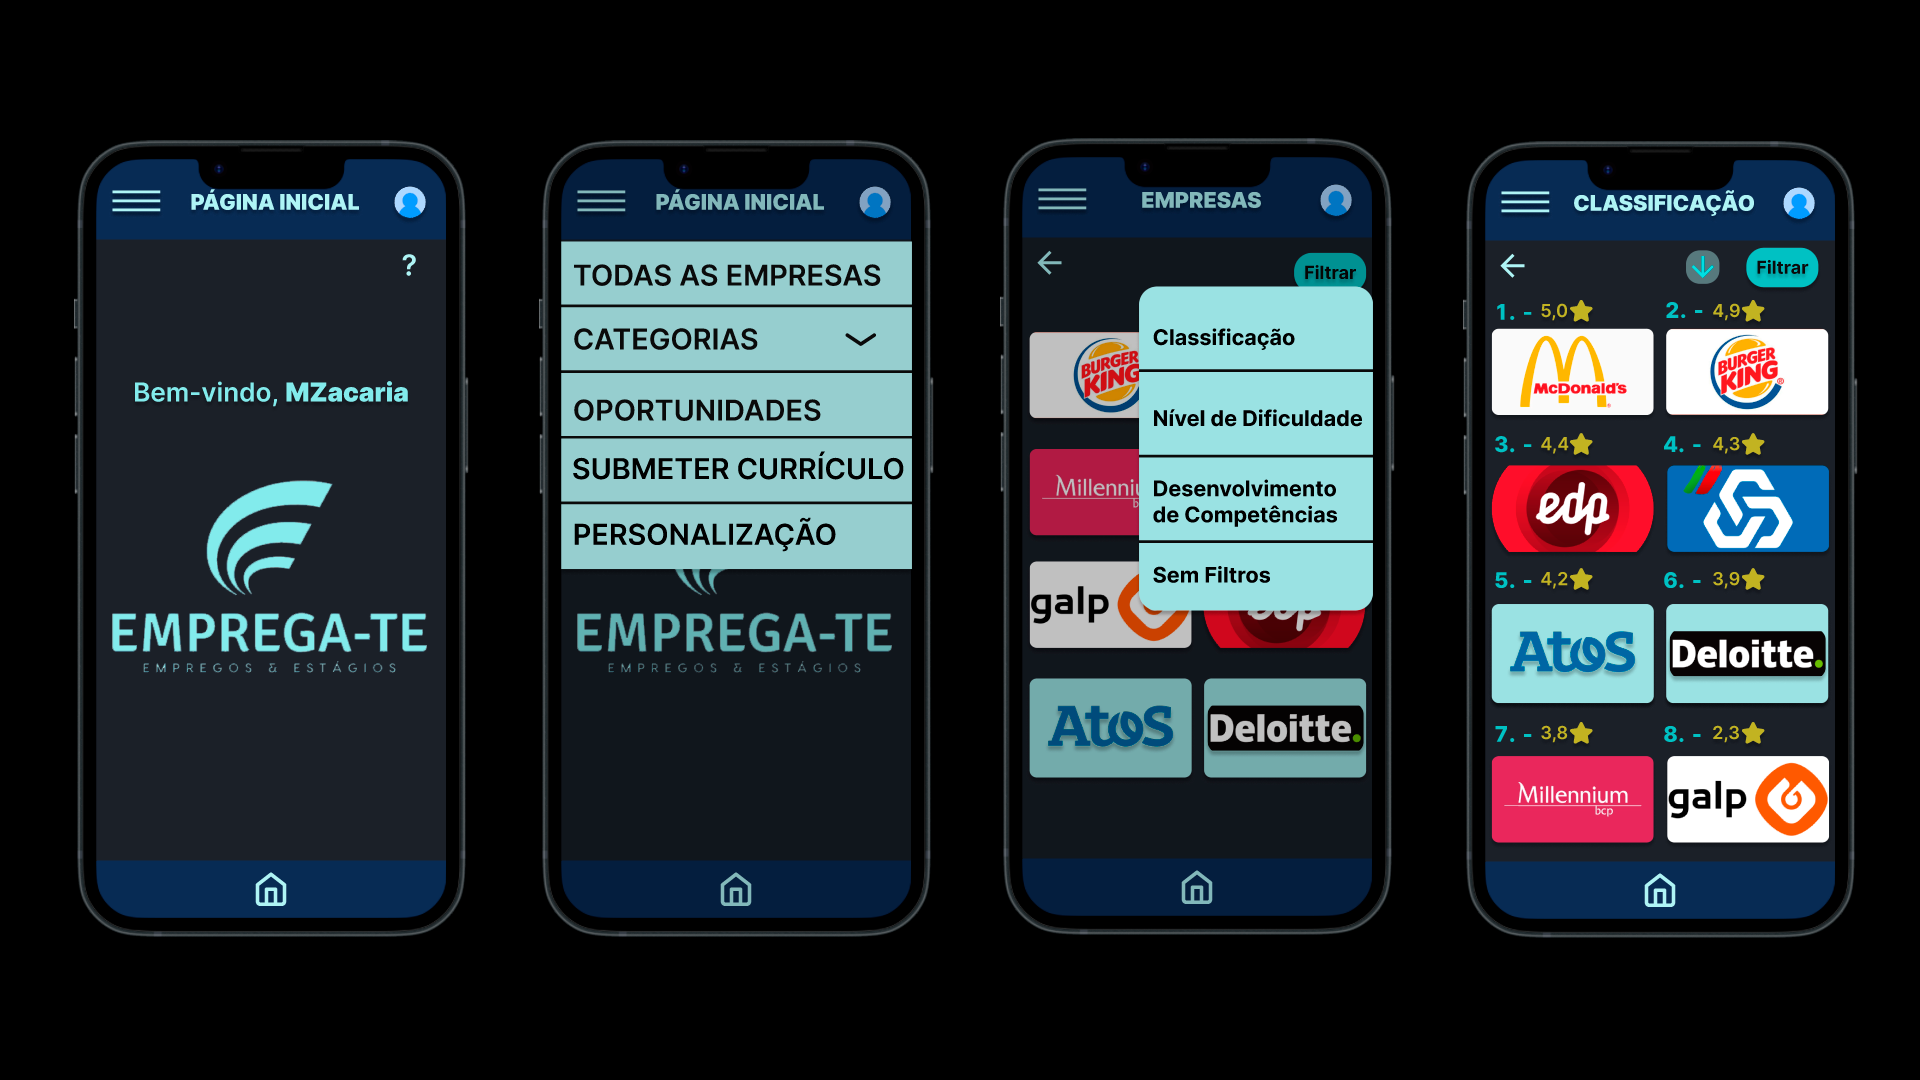 PÁGINA INICIAL
?
Bem-vindo, MZacaria
EMPREGA-TE
EMPREGOS & ESTÁGIOS
PÁGINA INICIAL
TODAS AS EMPRESAS
CATEGORIAS
OPORTUNIDADES
SUBMETER CURRÍCULO
PERSONALIZAÇÃO
EMPREGA-TE
EMPREGOS & ESTÁGIOS
EMPRESAS
Filtrar
Classificação
Nível de Dificuldade
Desenvolvimento
de Competências
Sem Filtros
BURGER
KING
Millenniu
bc
galp
edp
Atos
Deloitte.
CLASSIFICAÇÃO
Filtrar
1. - 5,0
2. - 4,9
McDonald's
BURGER
KING
®
3. - 4,4
4. - 4,3
edp
5. - 4,2
6. - 3,9
Atos
Deloitte.
7. - 3,8
8. - 2,3
Millennium
bcp
galp